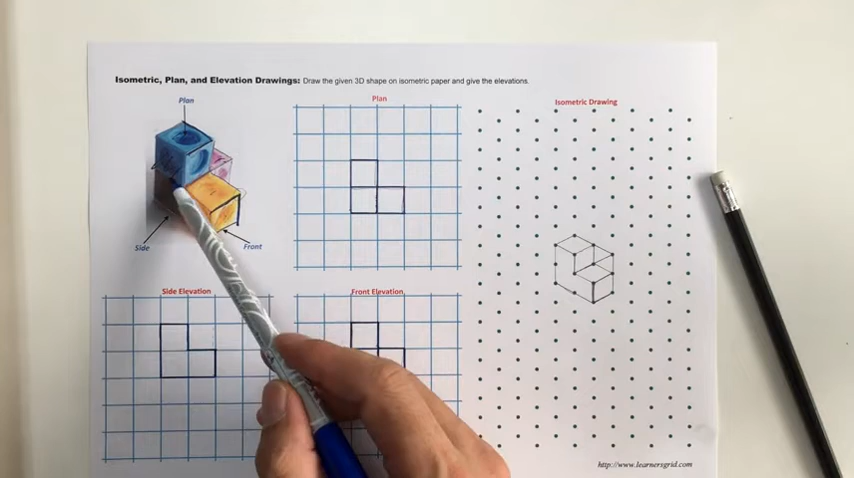 Isometric, Plan, and Elevation Drawings: Draw the given 3D shape on isometric paper and give the elevations.
Plan
Plan
Isometric Drawing
Side
Front
Side Elevation
Front Elevation
http://www.learnersgrid.com